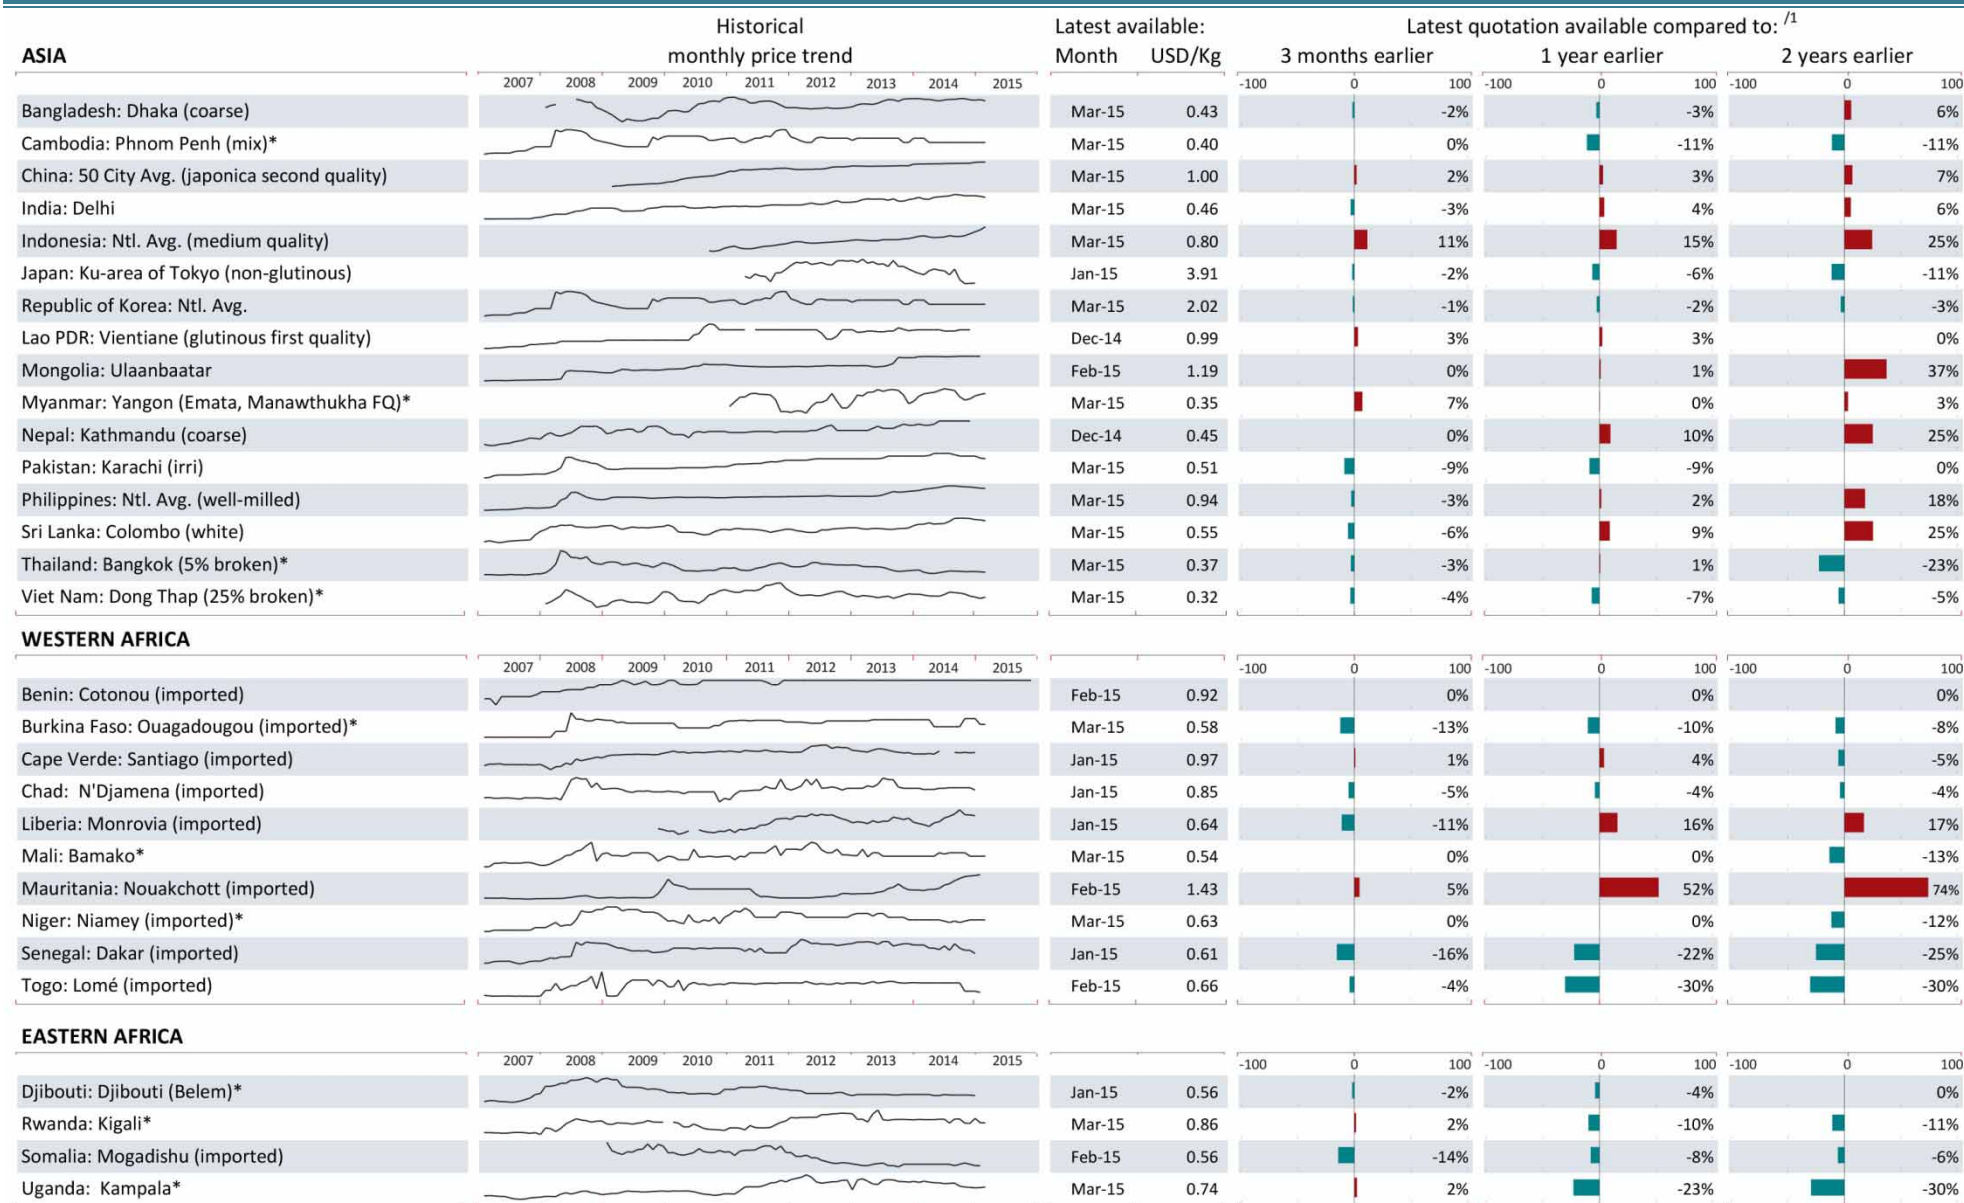 Historical Latest available: Latest quotation available compared to: /1
ASIA monthly price trend Month USD/Kg 3 months earlier 1 year earlier 2 years earlier
2007 2008 2009 2010 2011 2012 2013 2014 2015 -100 0 100 -100 0 100 -100 0 100
Bangladesh: Dhaka (coarse) Mar-15 0.43 -2% -3% 6%
Cambodia: Phnom Penh (mix)* Mar-15 0.40 0% -11% -11%
China: 50 City Avg. (japonica second quality) Mar-15 1.00 2% 3% 7%
India: Delhi Mar-15 0.46 -3% 4% 6%
Indonesia: Ntl. Avg. (medium quality) Mar-15 0.80 11% 15% 25%
Japan: Ku-area of Tokyo (non-glutinous) Jan-15 3.91 -2% -6% -11%
Republic of Korea: Ntl. Avg. Mar-15 2.02 -1% -2% -3%
Lao PDR: Vientiane (glutinous first quality) Dec-14 0.99 3% 3% 0%
Mongolia: Ulaanbaatar Feb-15 1.19 0% 1% 37%
Myanmar: Yangon (Emata, Manawthukha FQ)* Mar-15 0.35 7% 0% 3%
Nepal: Kathmandu (coarse) Dec-14 0.45 0% 10% 25%
Pakistan: Karachi (irri) Mar-15 0.51 -9% -9% 0%
Philippines: Ntl. Avg. (well-milled) Mar-15 0.94 -3% 2% 18%
Sri Lanka: Colombo (white) Mar-15 0.55 -6% 9% 25%
Thailand: Bangkok (5% broken)* Mar-15 0.37 -3% 1% -23%
Viet Nam: Dong Thap (25% broken)* Mar-15 0.32 -4% -7% -5%
WESTERN AFRICA
2007 2008 2009 2010 2011 2012 2013 2014 2015 -100 0 100 -100 0 100 -100 0 100
Benin: Cotonou (imported) Feb-15 0.92 0% 0% 0%
Burkina Faso: Ouagadougou (imported)* Mar-15 0.58 -13% -10% -8%
Cape Verde: Santiago (imported) Jan-15 0.97 1% 4% -5%
Chad: N'Djamena (imported) Jan-15 0.85 -5% -4% -4%
Liberia: Monrovia (imported) Jan-15 0.64 -11% 16% 17%
Mali: Bamako* Mar-15 0.54 0% 0% -13%
Mauritania: Nouakchott (imported) Feb-15 1.43 5% 52% 74%
Niger: Niamey (imported)* Mar-15 0.63 0% 0% -12%
Senegal: Dakar (imported) Jan-15 0.61 -16% -22% -25%
Togo: Lomé (imported) Feb-15 0.66 -4% -30% -30%
EASTERN AFRICA
2007 2008 2009 2010 2011 2012 2013 2014 2015 -100 0 100 -100 0 100 -100 0 100
Djibouti: Djibouti (Belem)* Jan-15 0.56 -2% -4% 0%
Rwanda: Kigali* Mar-15 0.86 2% -10% -11%
Somalia: Mogadishu (imported) Feb-15 0.56 -14% -8% -6%
Uganda: Kampala* Mar-15 0.74 2% -23% -30%